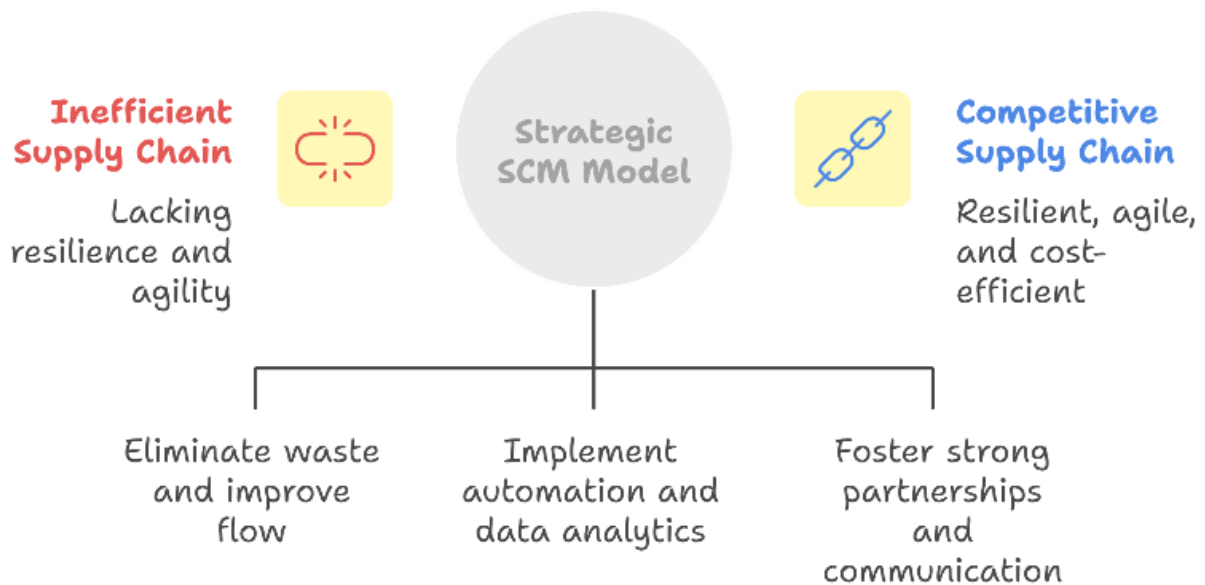 Inefficient
Supply Chain
Lacking
resilience and
agility
Strategic
SCM Model
Competitive
Supply Chain
Resilient, agile,
and cost-
efficient
Eliminate waste
and improve
flow
Implement
automation and
data analytics
Foster strong
partnerships
and
communication